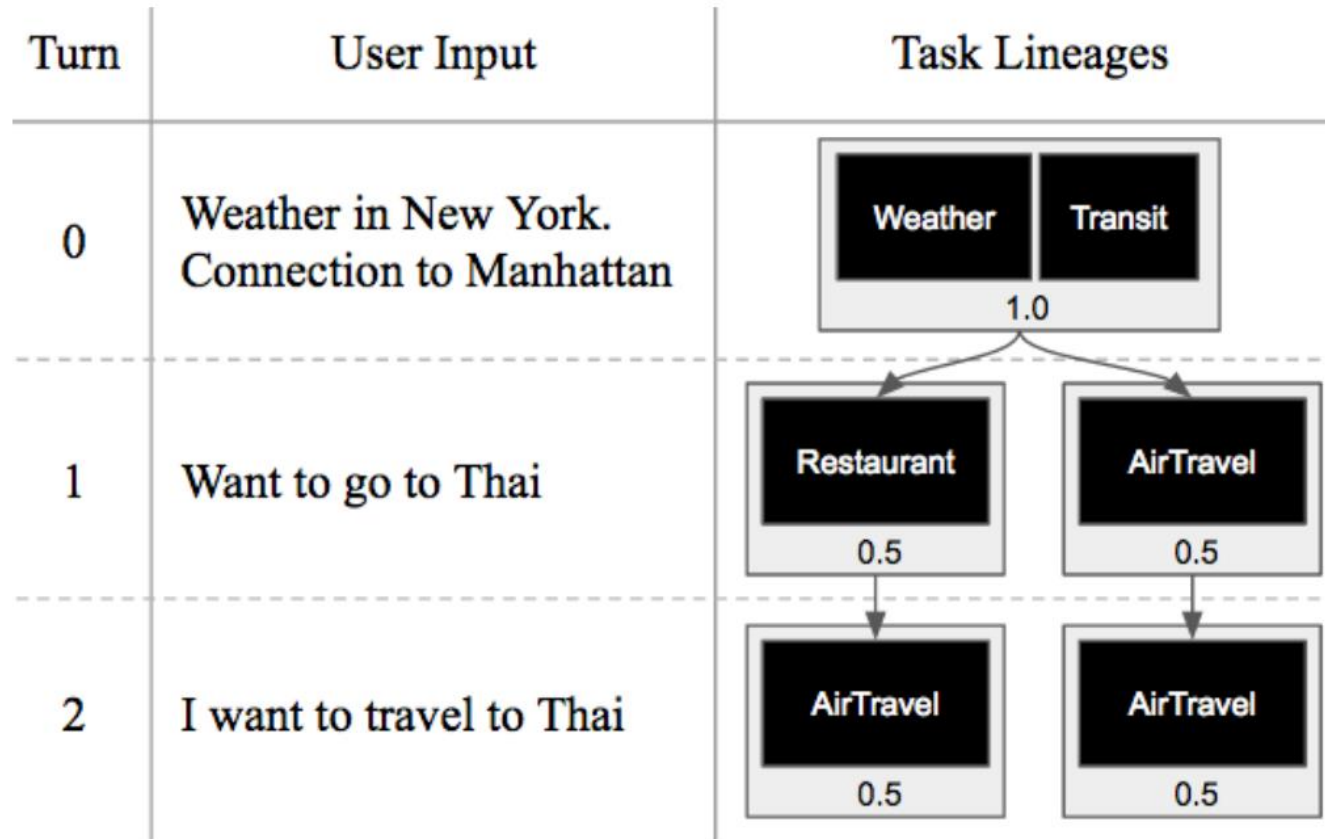 Turn User Input Task Lineages
0
Weather in New York.
Connection to Manhattan
Weather Transit
1.0
1
Want to go to Thai
Restaurant AirTravel
0.5 0.5
2
I want to travel to Thai
AirTravel AirTravel
0.5 0.5